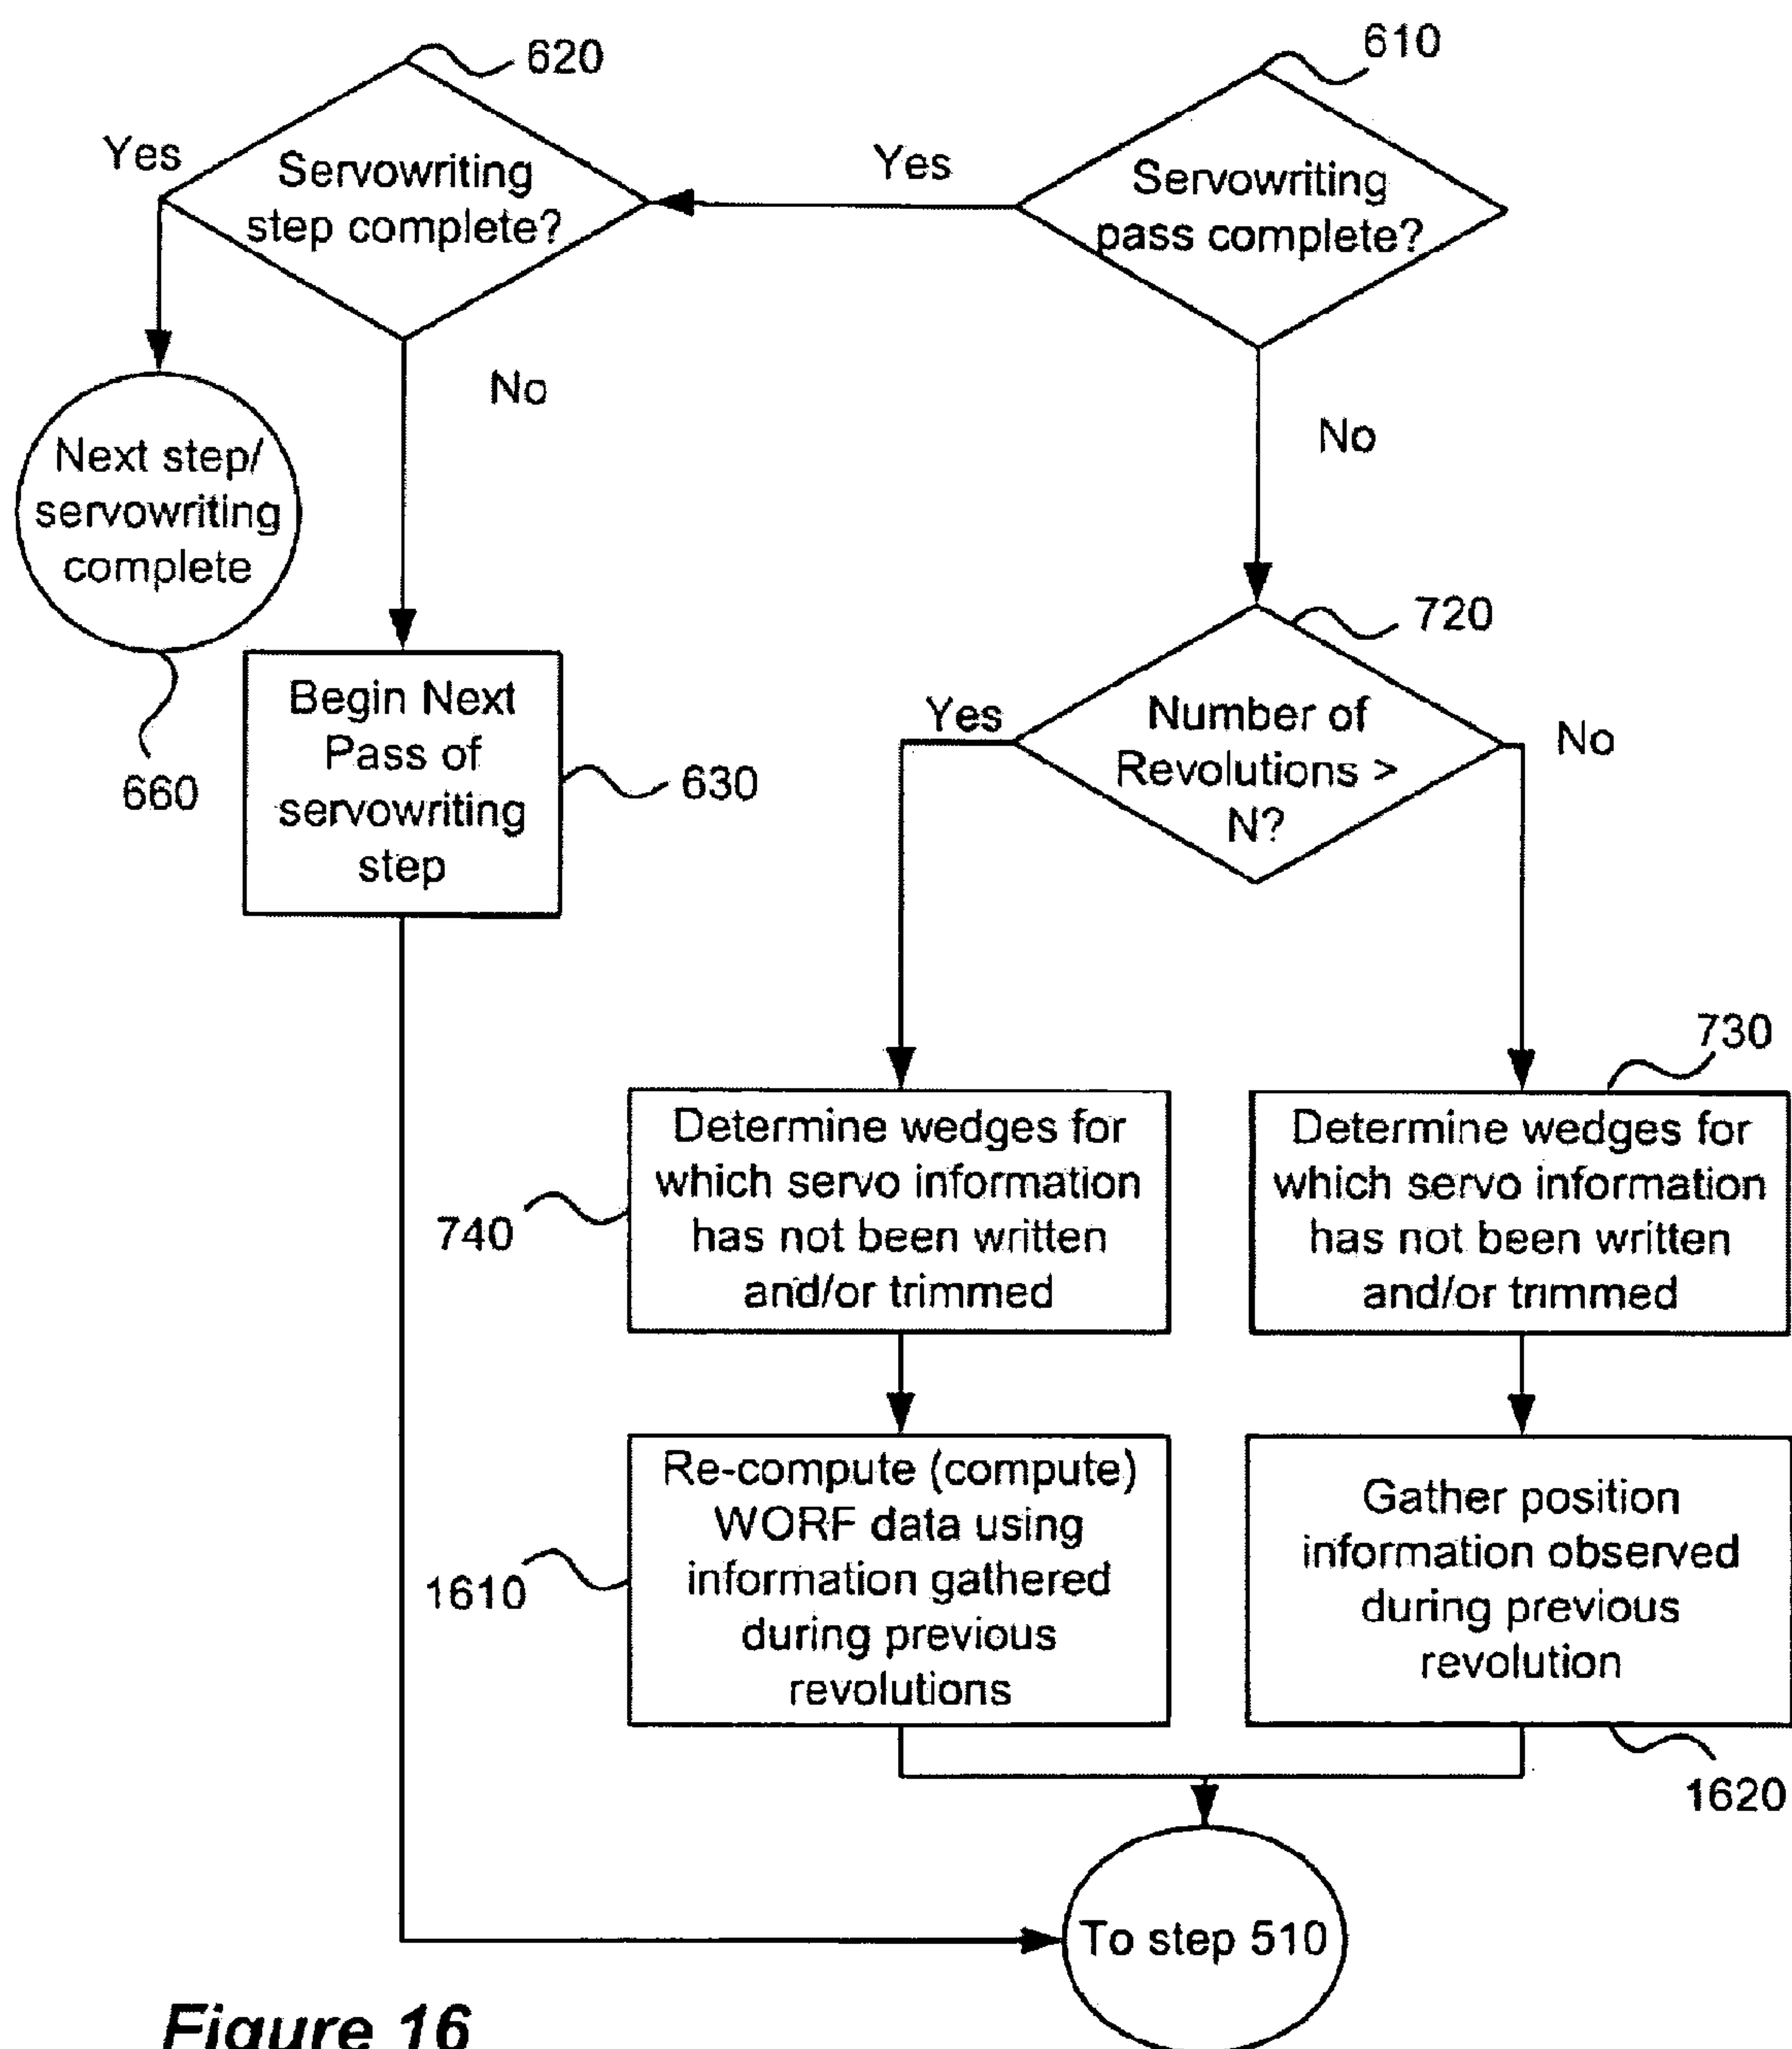 620
610
Yes
Servowriting
step complete?
Yes
Servowriting
pass complete?
No
No
Next step/
servowriting
complete
660
Begin Next
Pass of
servowriting
step
630
720
Yes
Number of
Revolutions >
N?
No
730
740
Determine wedges for
which servo information
has not been written
and/or trimmed
Determine wedges for
which servo information
has not been written
and/or trimmed
1610
Re-compute (compute)
WORF data using
information gathered
during previous
revolutions
Gather position
information observed
during previous
revolution
1620
To step 510
Figure 16